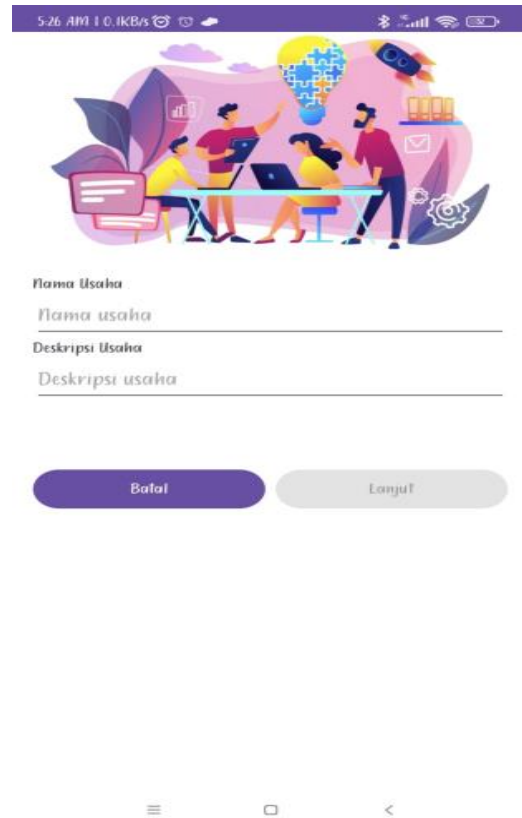 5:26 AM | 0.1KB/s
Nama Usaha
Nama usaha
Deskripsi Usaha
Deskripsi usaha
Batal Lanjut